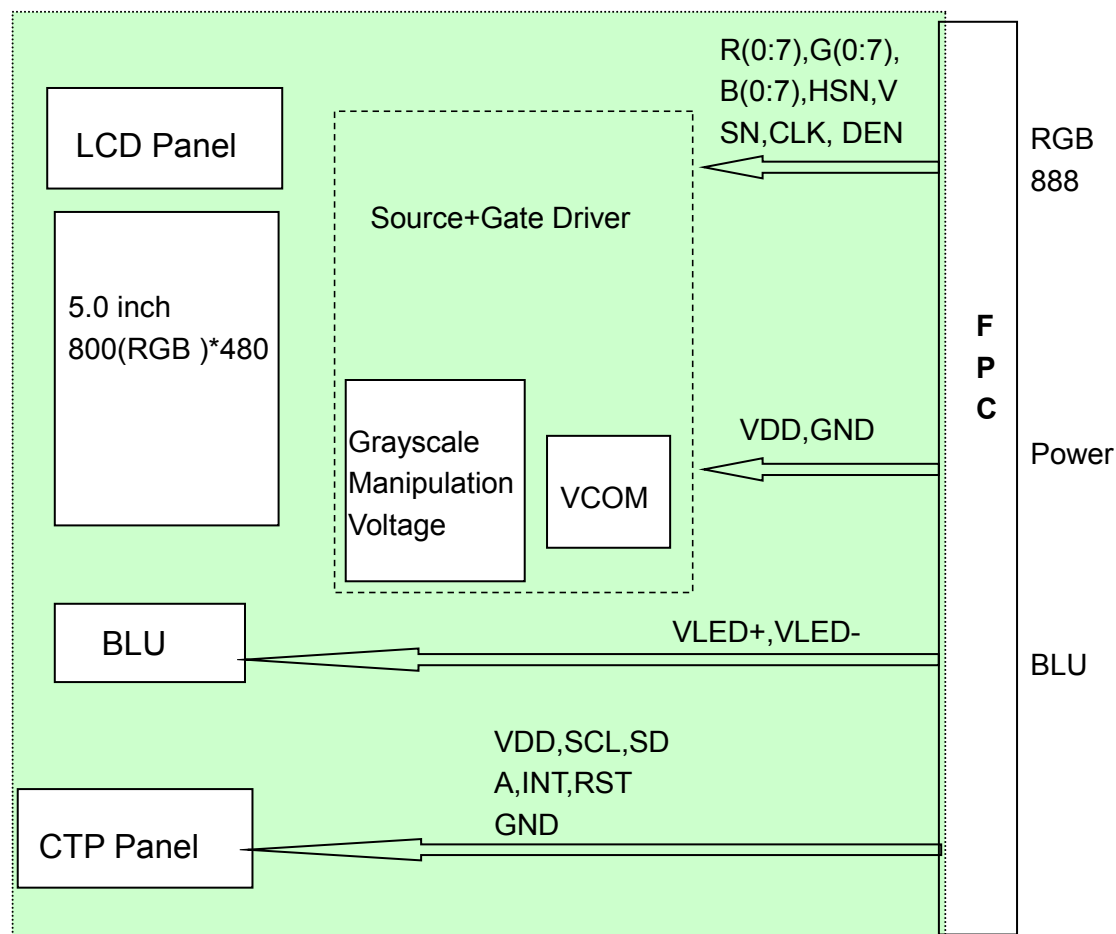 R(0:7),G(0:7),
B(0:7),HSN,V
SN,CLK, DEN
RGB
888
LCD Panel
Source+Gate Driver
5.0 inch
800(RGB )*480
F
P
C
Grayscale
Manipulation
Voltage
VCOM
VDD,GND
Power
BLU
VLED+,VLED-
BLU
VDD,SCL,SD
A,INT,RST
GND
CTP Panel